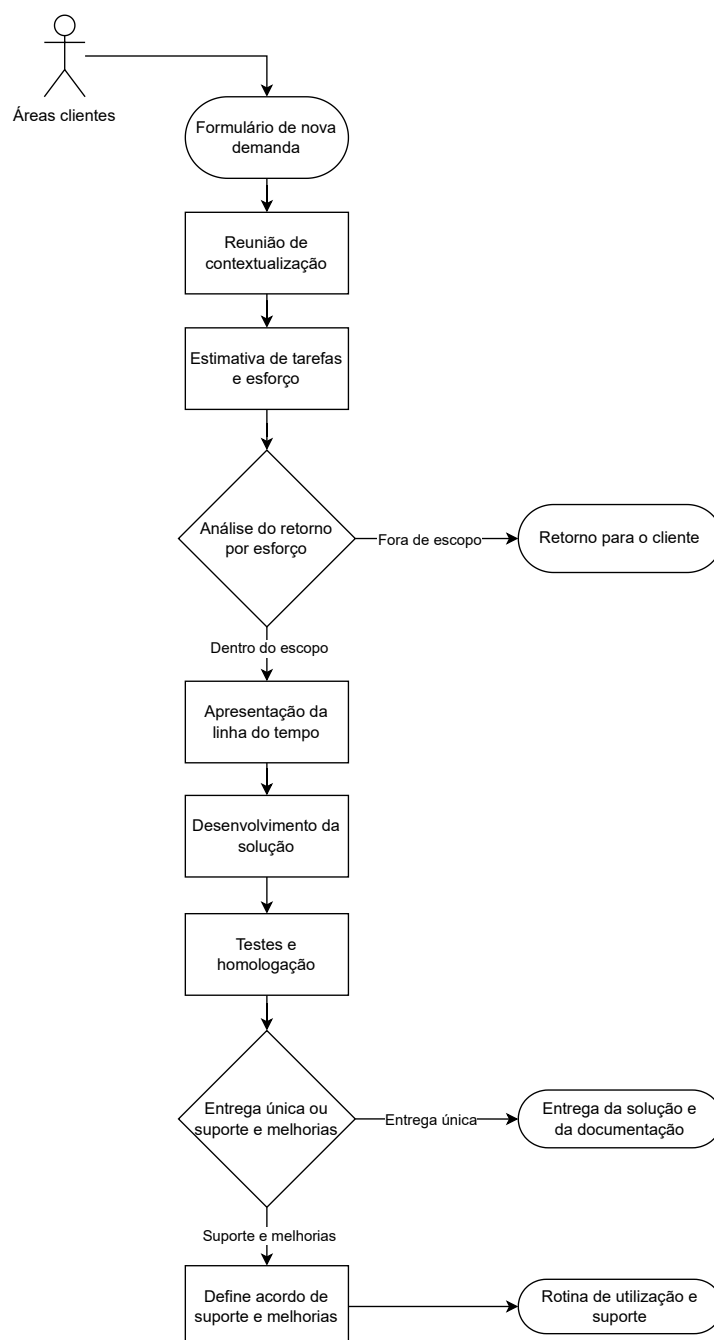 Áreas clientes
Formulário de nova
demanda
Reunião de
contextualização
Estimativa de tarefas
e esforço
Análise do retorno
por esforço
Fora de escopo
Retorno para o cliente
Dentro do escopo
Apresentação da
linha do tempo
Desenvolvimento da
solução
Testes e
homologação
Entrega única ou
suporte e melhorias
Entrega única
Entrega da solução e
da documentação
Suporte e melhorias
Define acordo de
suporte e melhorias
Rotina de utilização e
suporte